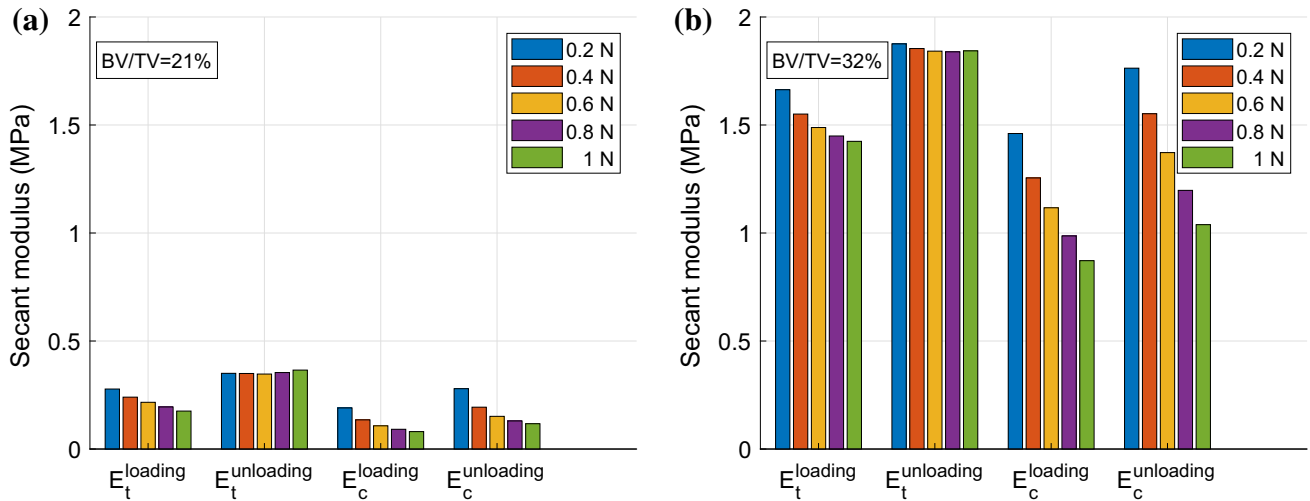 (a)
Secant modulus (MPa)
2
1.5
1
0.5
0
BV/TV=21%
0.2 N
0.4 N
0.6 N
0.8 N
1 N
E_t^loading
E_t^unloading
E_c^loading
E_c^unloading
(b)
Secant modulus (MPa)
2
1.5
1
0.5
0
BV/TV=32%
0.2 N
0.4 N
0.6 N
0.8 N
1 N
E_t^loading
E_t^unloading
E_c^loading
E_c^unloading